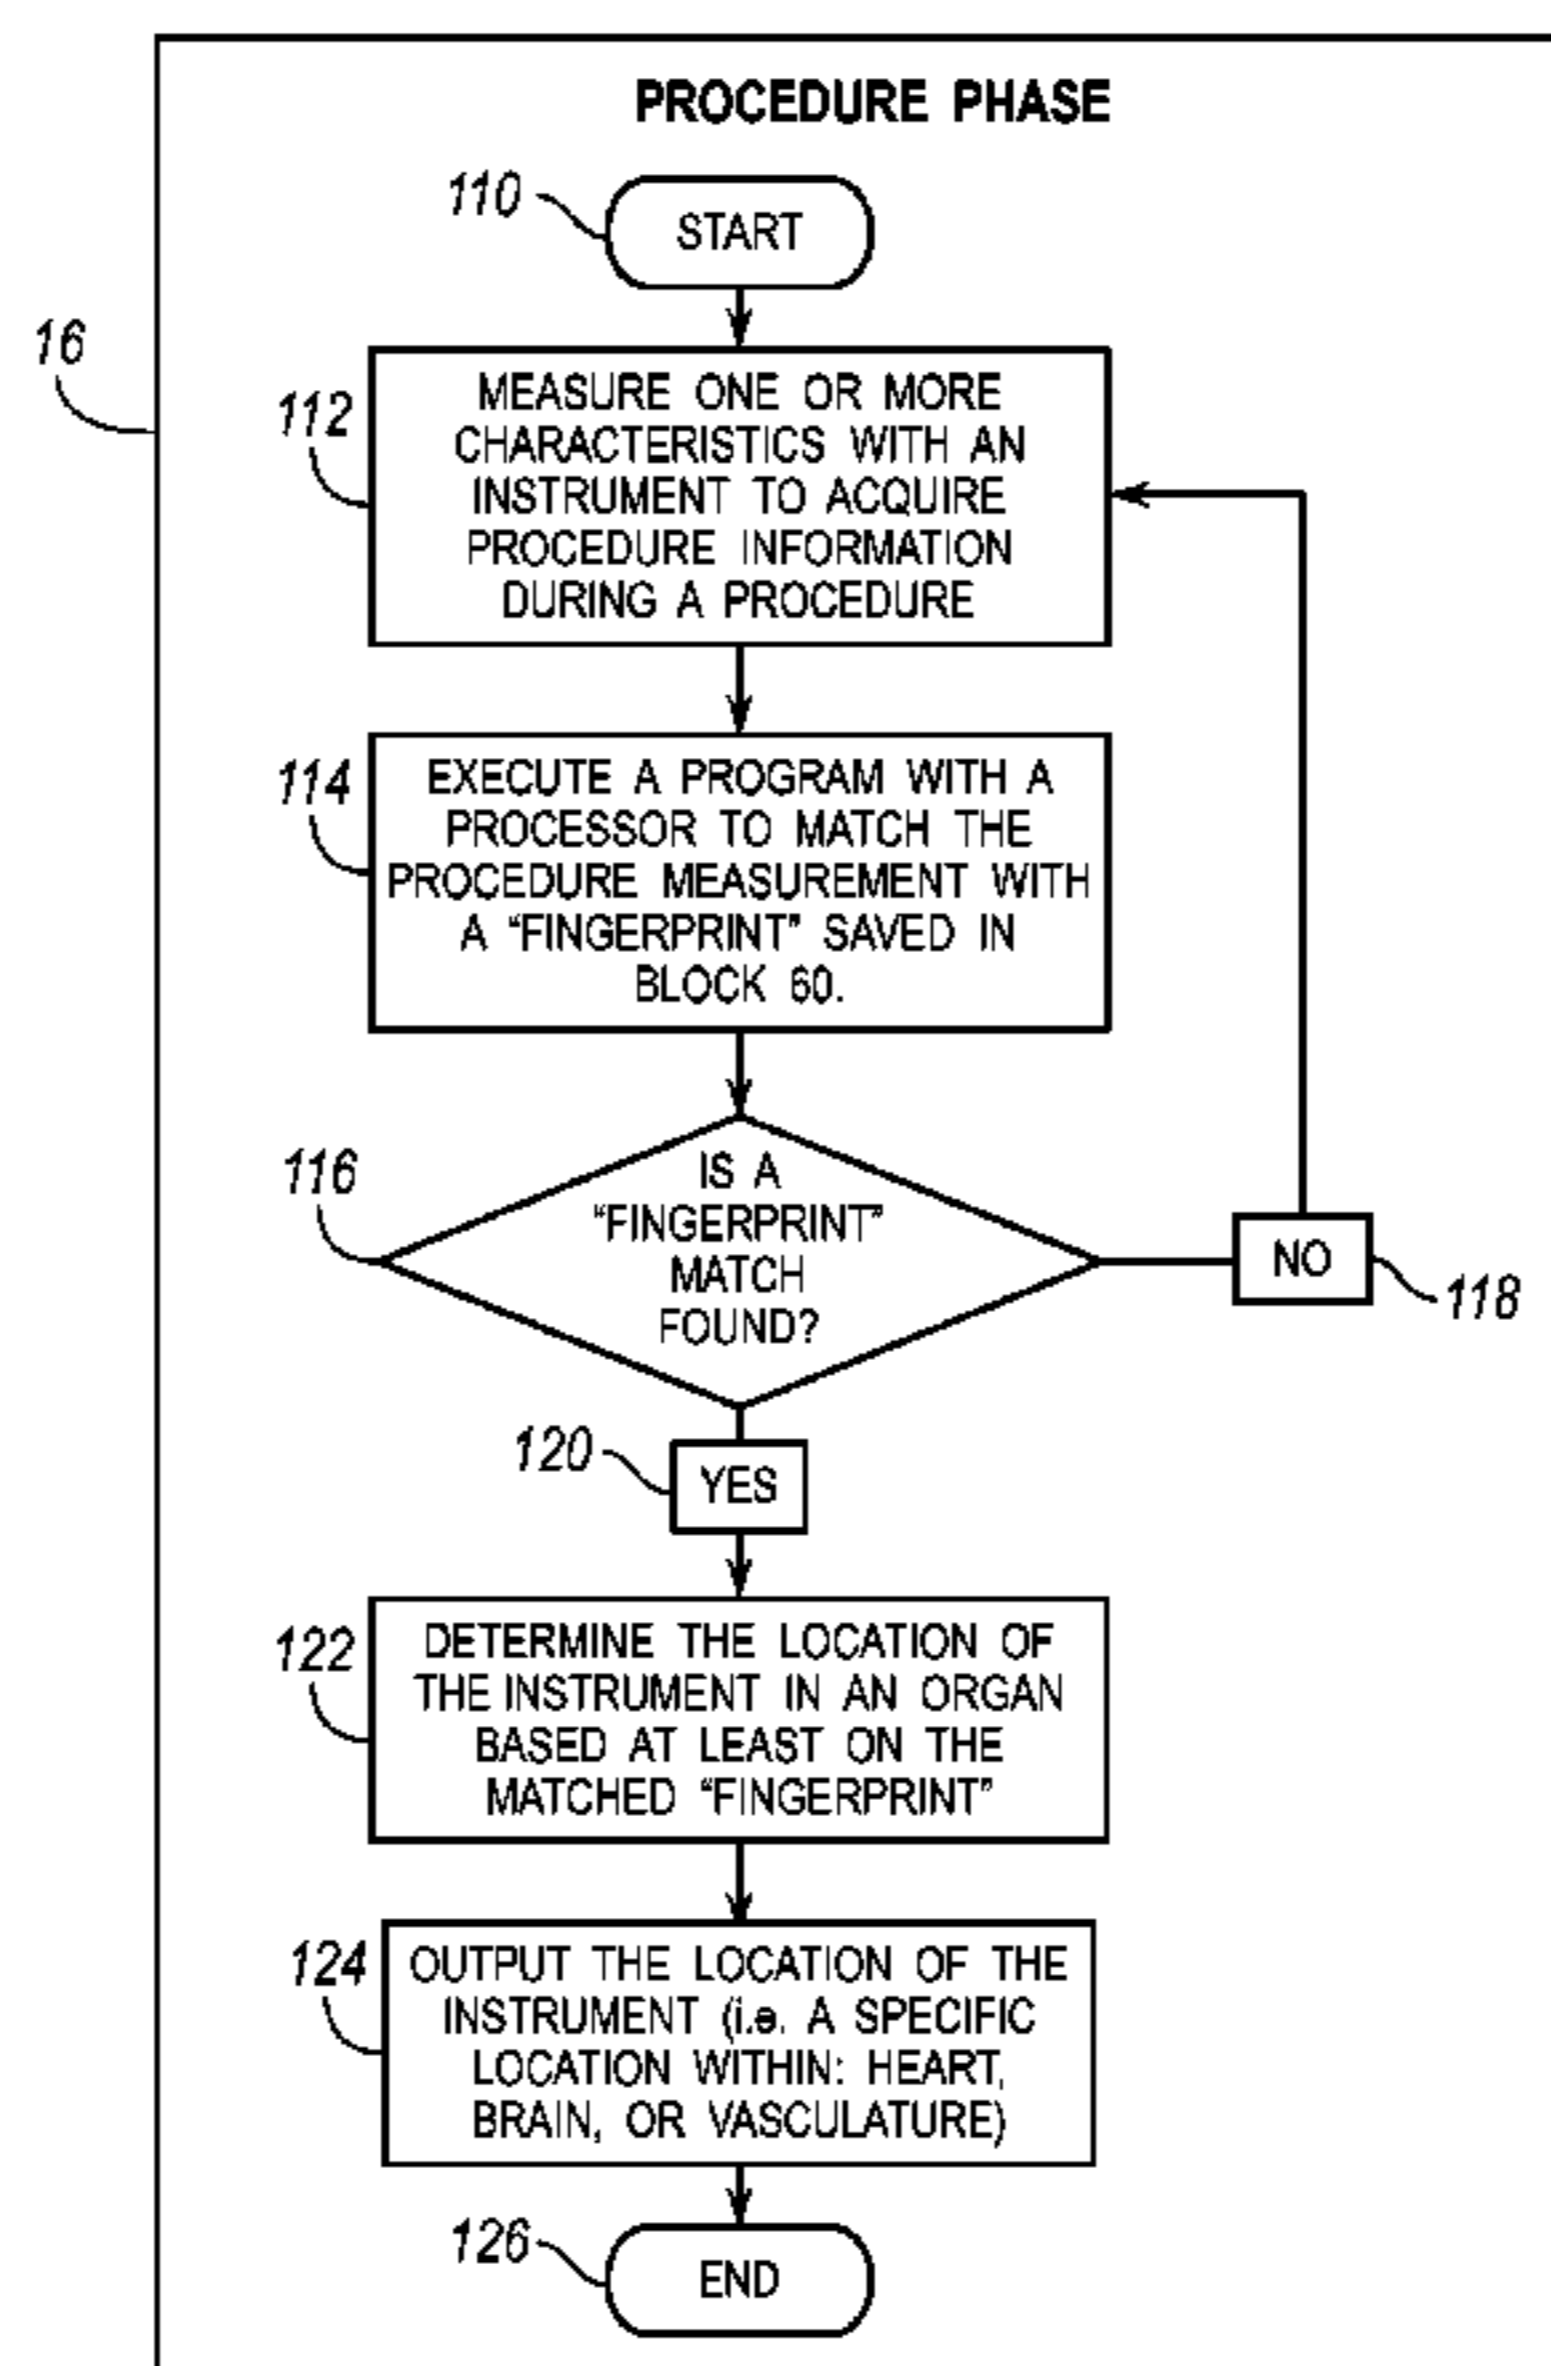 PROCEDURE PHASE
110
START
16
112
MEASURE ONE OR MORE
CHARACTERISTICS WITH AN
INSTRUMENT TO ACQUIRE
PROCEDURE INFORMATION
DURING A PROCEDURE
114
EXECUTE A PROGRAM WITH A
PROCESSOR TO MATCH THE
PROCEDURE MEASUREMENT WITH
A “FINGERPRINT” SAVED IN
BLOCK 60.
116
IS A
“FINGERPRINT”
MATCH
FOUND?
NO
118
120
YES
122
DETERMINE THE LOCATION OF
THE INSTRUMENT IN AN ORGAN
BASED AT LEAST ON THE
MATCHED “FINGERPRINT”
124
OUTPUT THE LOCATION OF THE
INSTRUMENT (i.e. A SPECIFIC
LOCATION WITHIN: HEART,
BRAIN, OR VASCULATURE)
126
END